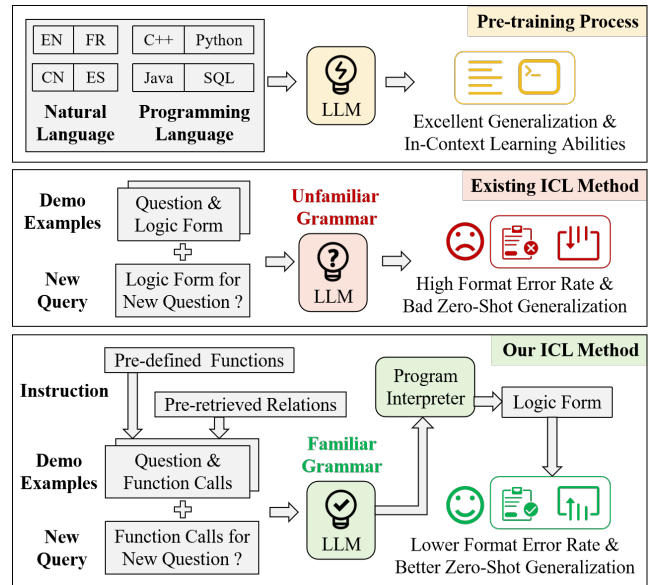 Pre-training Process
EN FR
C++ Python
CN ES
Java SQL
Natural Language
Programming Language
LLM
Excellent Generalization &
In-Context Learning Abilities
Existing ICL Method
Demo
Examples
Question &
Logic Form
New
Query
Logic Form for
New Question ?
Unfamiliar
Grammar
LLM
High Format Error Rate &
Bad Zero-Shot Generalization
Our ICL Method
Instruction
Pre-defined Functions
Pre-retrieved Relations
Demo
Examples
Question &
Function Calls
New
Query
Function Calls for
New Question ?
Familiar
Grammar
LLM
Program
Interpreter
Logic Form
Lower Format Error Rate &
Better Zero-Shot Generalization